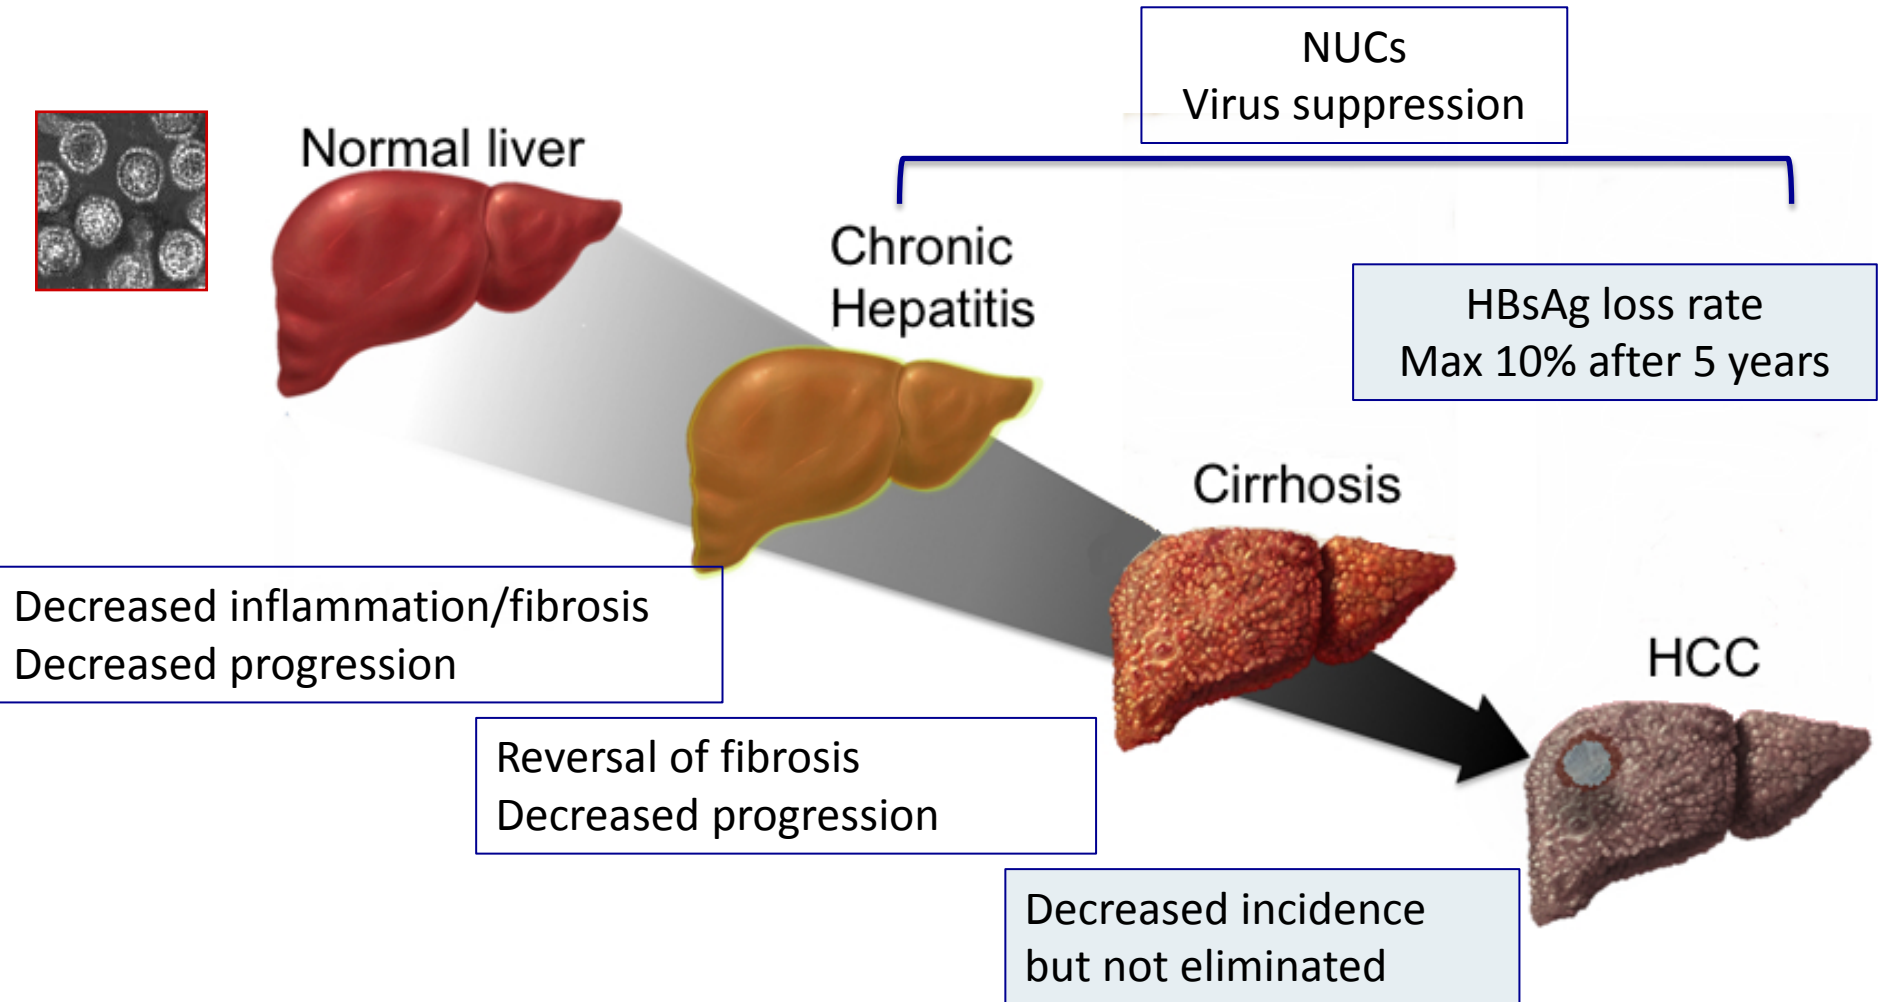 NUCs
Virus suppression
Normal liver
Chronic
Hepatitis
HBsAg loss rate
Max 10% after 5 years
Cirrhosis
Decreased inflammation/fibrosis
Decreased progression
HCC
Reversal of fibrosis
Decreased progression
Decreased incidence
but not eliminated